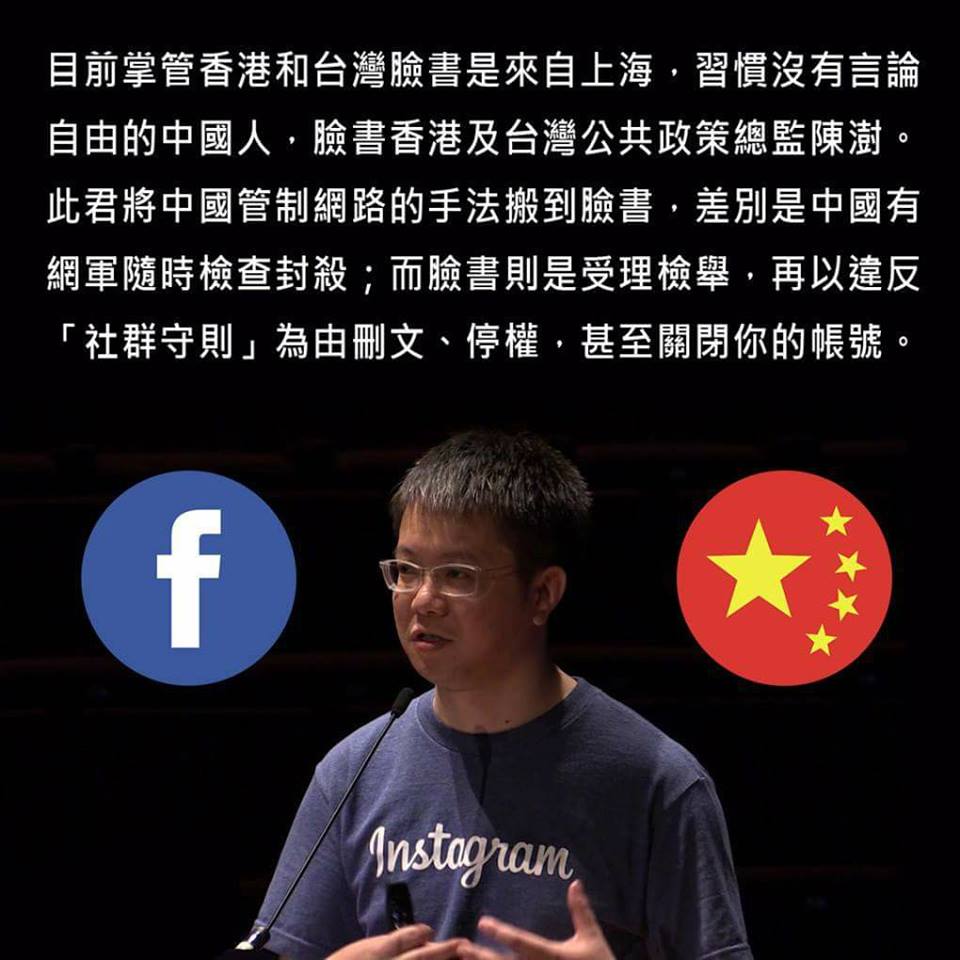 目前掌管香港和台灣臉書是來自上海，習慣沒有言論
自由的中國人，臉書香港及台灣公共政策總監陳澍。
此君將中國管制網路的手法搬到臉書，差別是中國有
網軍隨時檢查封殺；而臉書則是受理檢舉，再以違反
「社群守則」為由刪文、停權，甚至關閉你的帳號。
f
Instagram